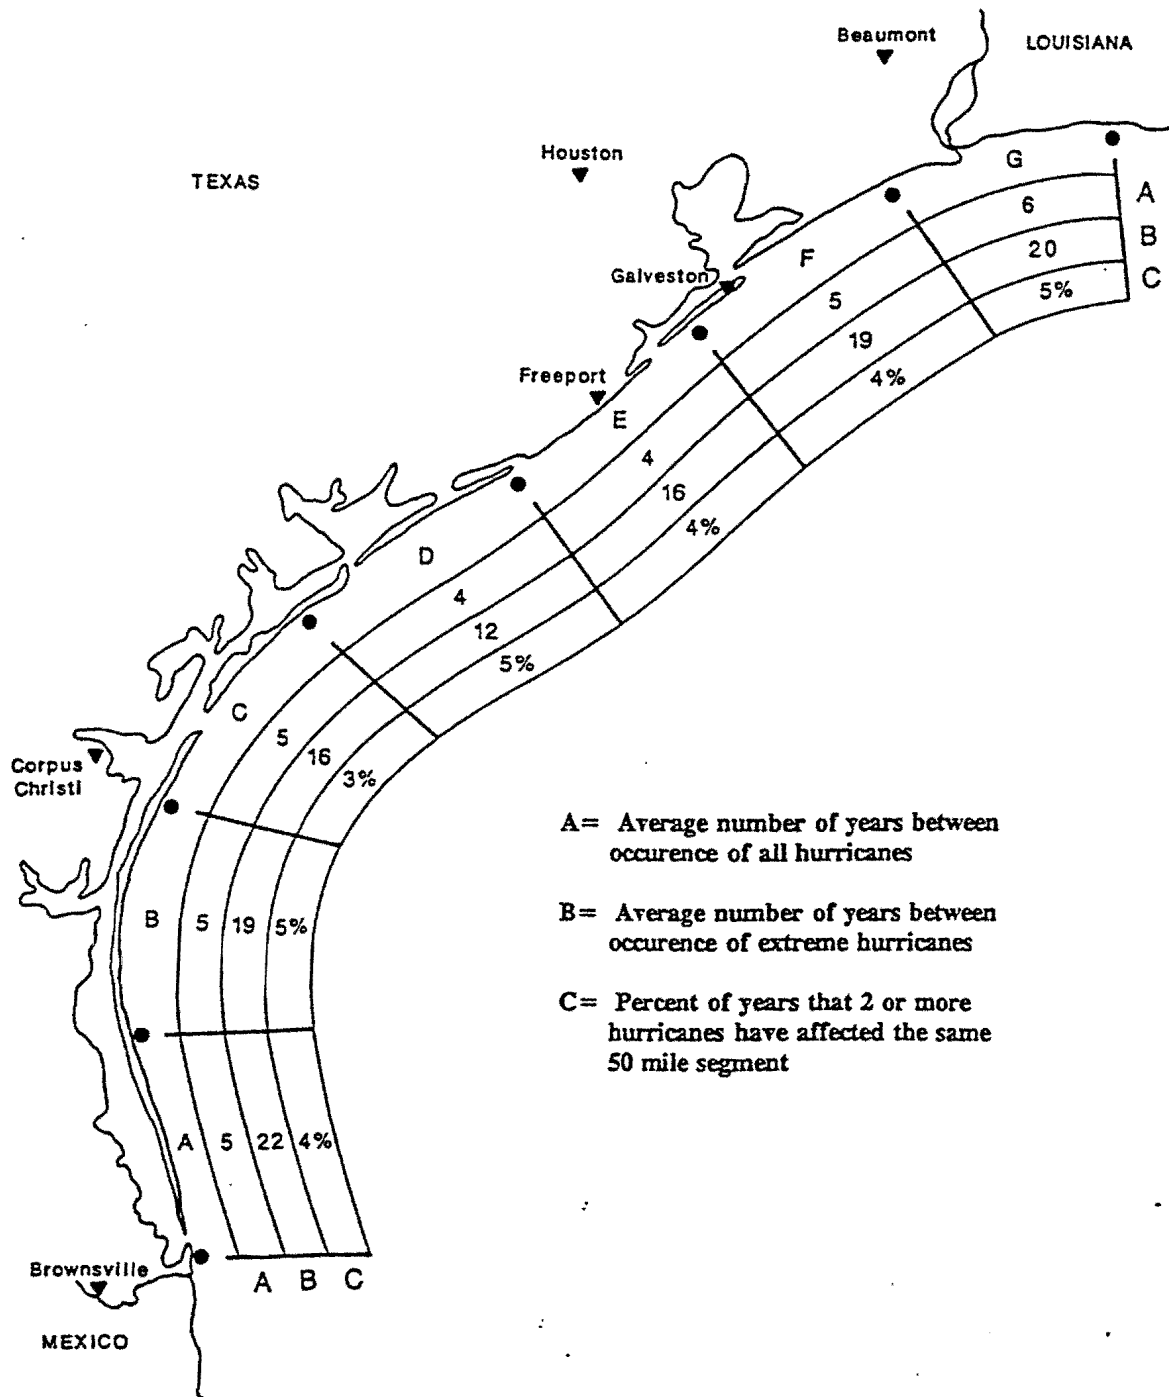 Beaumont
LOUISIANA
Houston
TEXAS
G
A
6
B
20
F
C
Galveston
5%
5
19
Freeport
4%
E
4
16
4%
D
4
12
5%
C
5
16
Corpus
Christi
3%
A= Average number of years between
occurence of all hurricanes
B
5
19
5%
B= Average number of years between
occurence of extreme hurricanes
C= Percent of years that 2 or more
hurricanes have affected the same
50 mile segment
A
5
22
4%
Brownsville
A
B
C
MEXICO